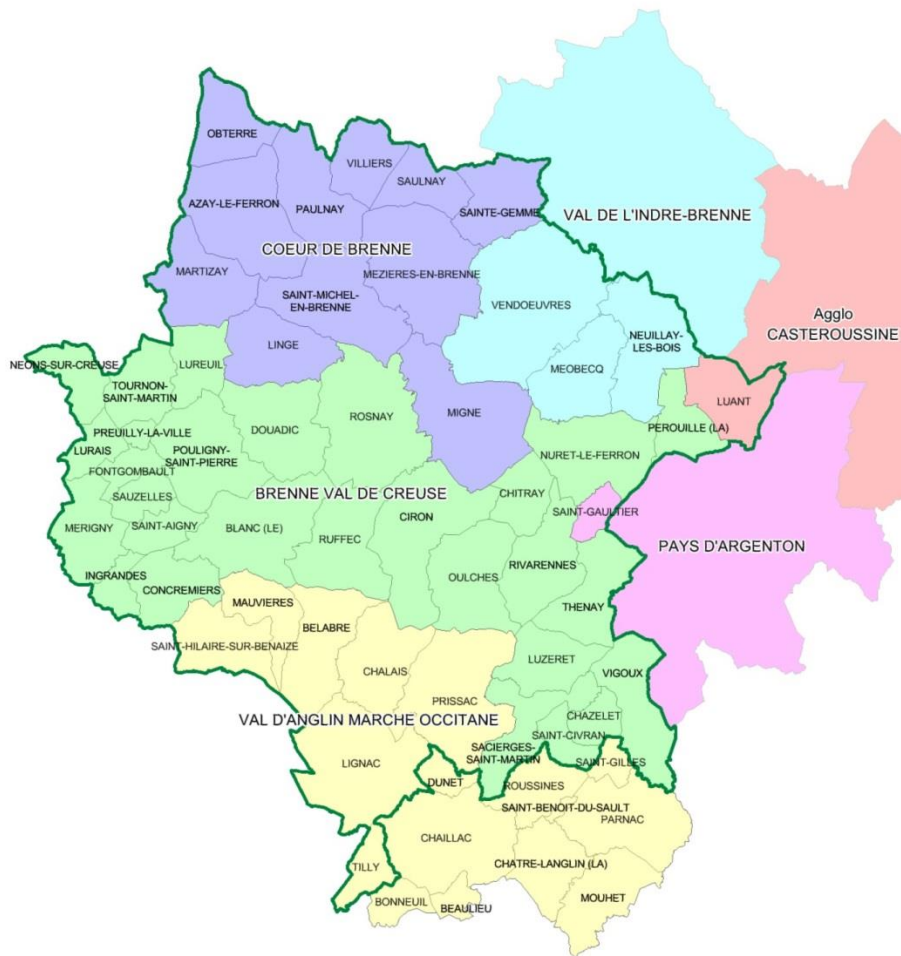 OBTERRE
VILLIERS
SAULNAY
AZAY-LE-FERRON
PAULNAY
SAINTE-GEMME
VAL DE L'INDRE-BRENNE
COEUR DE BRENNE
MARTIZAY
MEZIERES-EN-BRENNE
SAINT-MICHEL-
EN-BRENNE
VENDOEUVRES
Agglo
CASTEROUSSINE
NEUILLAY-
LES-BOIS
LINGE
MEOBECQ
NEONS-SUR-CREUSE
LUREUIL
TOURNON-
SAINT-MARTIN
LUANT
MIGNE
ROSNAY
DOUADIC
PEROUILLE (LA)
PREUILLY-LA-VILLE
LURAIS
POULIGNY-
SAINT-PIERRE
NURET-LE-FERRON
FONTGOMBAULT
SAUZELLES
BRENNE VAL DE CREUSE
CHITRAY
SAINT-GAULTIER
MERIGNY
SAINT-AIGNY
BLANC (LE)
CIRON
RUFFEC
PAYS D'ARGENTON
RIVARENNES
INGRANDES
OULCHES
CONCREMIERS
MAUVIERES
THENAY
BELABRE
SAINT-HILAIRE-SUR-BENAIZE
LUZERET
CHALAIS
VIGOUX
PRISSAC
CHAZELET
VAL D'ANGLIN MARCHE OCCITANE
SAINT-CIVRAN
SACIERGES-
SAINT-MARTIN
LIGNAC
SAINT-GILLES
DUNET
ROUSSINES
SAINT-BENOIT-DU-SAULT
PARNAC
CHAILLAC
CHATRE-LANGLIN (LA)
TILLY
MOUHET
BONNEUIL
BEAULIEU